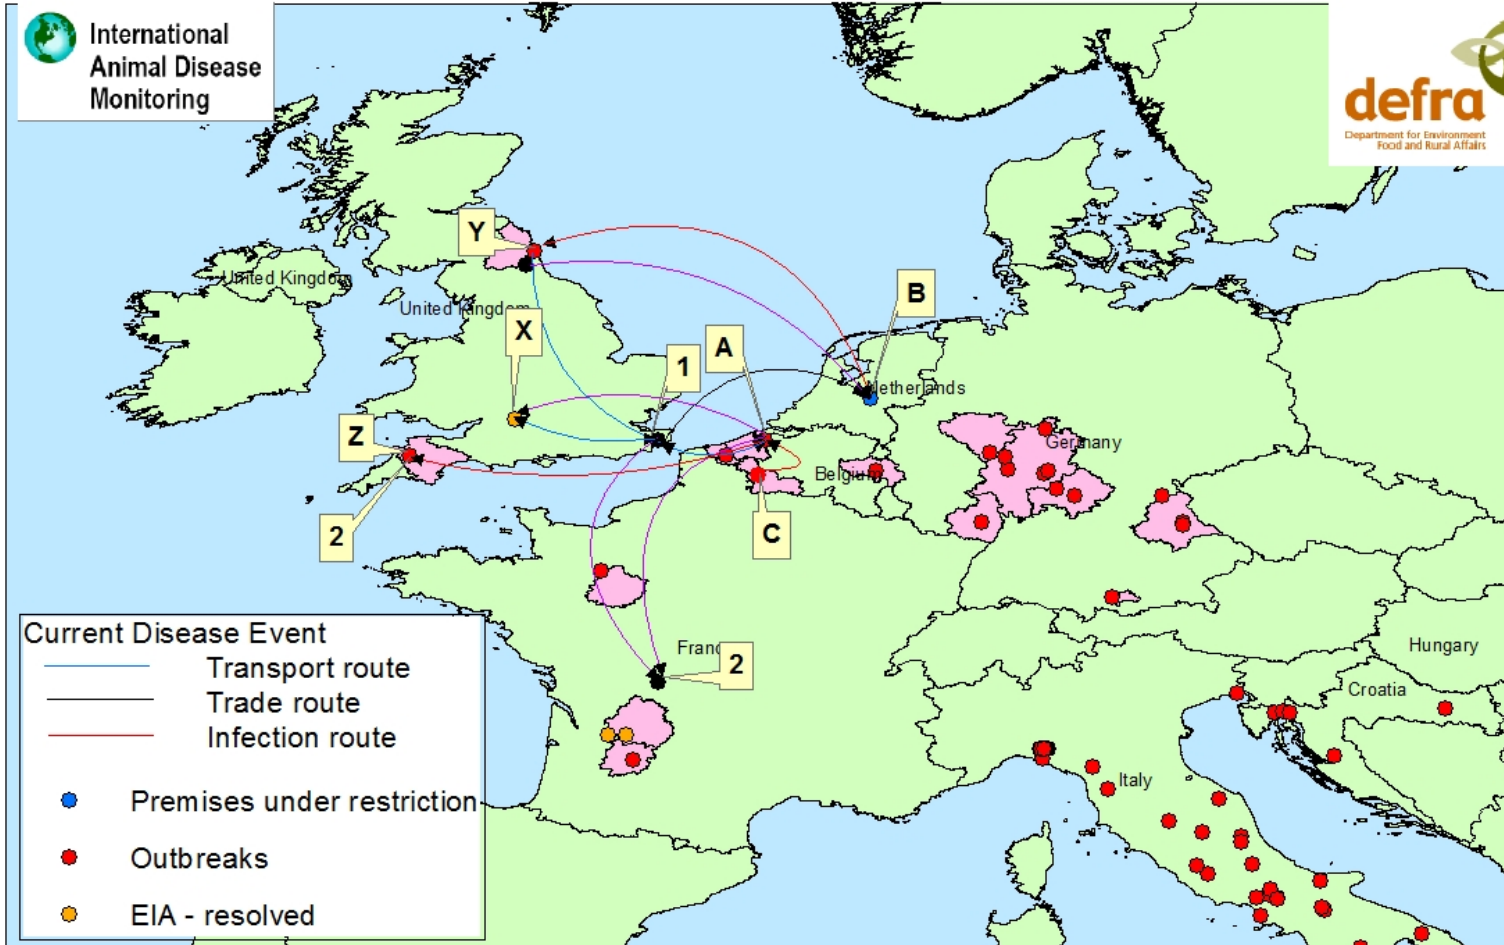 International
Animal Disease
Monitoring
defra
Department for Environment
Food and Rural Affairs
Y
United Kingdom
United Kingdom
B
X
A
1
Netherlands
Z
Germany
Belgium
2
C
Franc
2
Hungary
Croatia
Italy
Current Disease Event
Transport route
Trade route
Infection route
Premises under restriction
Outbreaks
EIA - resolved